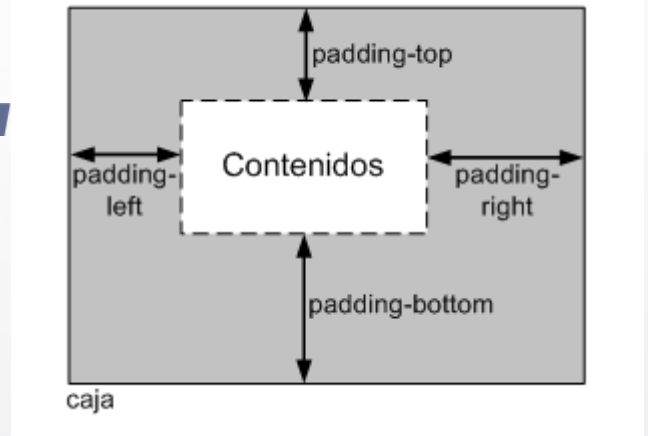 padding-top
Contenidos
padding-
left
padding-
right
padding-bottom
caja